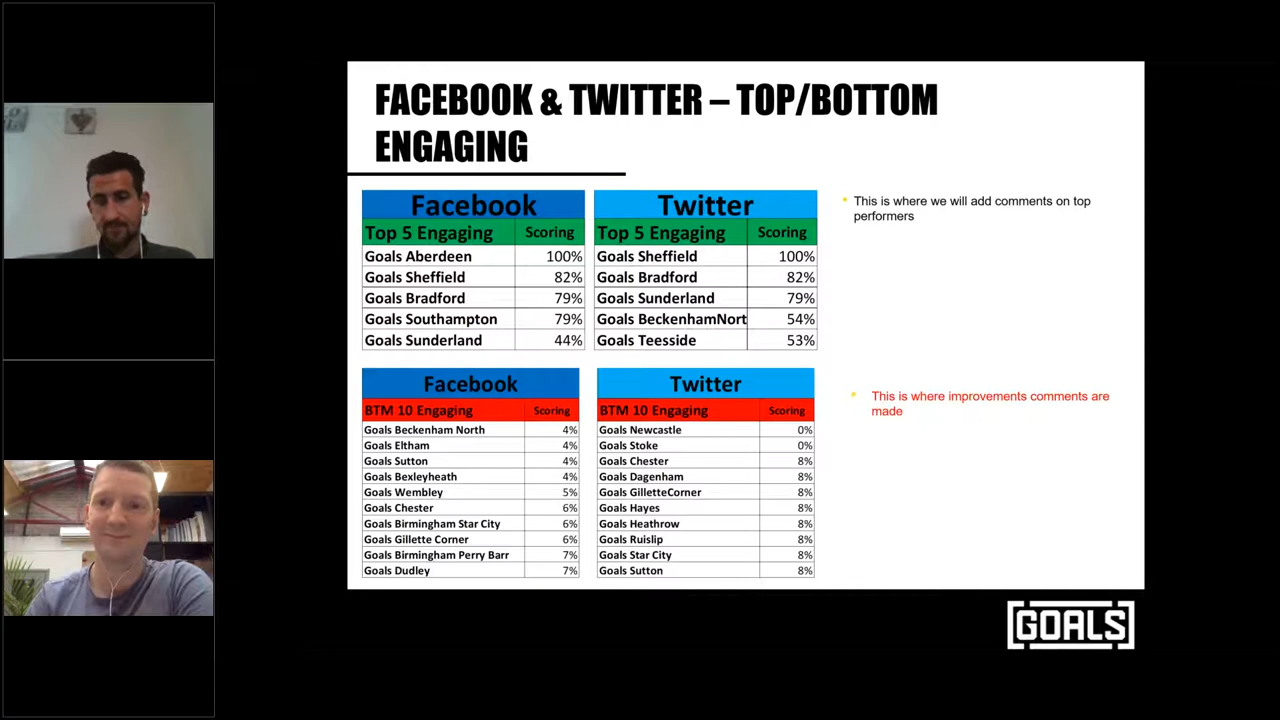 FACEBOOK & TWITTER – TOP/BOTTOM
ENGAGING
Facebook
Top 5 Engaging Scoring
Goals Aberdeen 100%
Goals Sheffield 82%
Goals Bradford 79%
Goals Southampton 79%
Goals Sunderland 44%
Twitter
Top 5 Engaging Scoring
Goals Sheffield 100%
Goals Bradford 82%
Goals Sunderland 79%
Goals BeckenhamNort 54%
Goals Teesside 53%
This is where we will add comments on top
performers
Facebook
BTM 10 Engaging Scoring
Goals Beckenham North 4%
Goals Eltham 4%
Goals Sutton 4%
Goals Bexleyheath 4%
Goals Wembley 5%
Goals Chester 6%
Goals Birmingham Star City 6%
Goals Gillette Corner 6%
Goals Birmingham Perry Barr 7%
Goals Dudley 7%
Twitter
BTM 10 Engaging Scoring
Goals Newcastle 0%
Goals Stoke 0%
Goals Chester 8%
Goals Dagenham 8%
Goals GilletteCorner 8%
Goals Hayes 8%
Goals Heathrow 8%
Goals Ruislip 8%
Goals Star City 8%
Goals Sutton 8%
This is where improvements comments are
made
GOALS